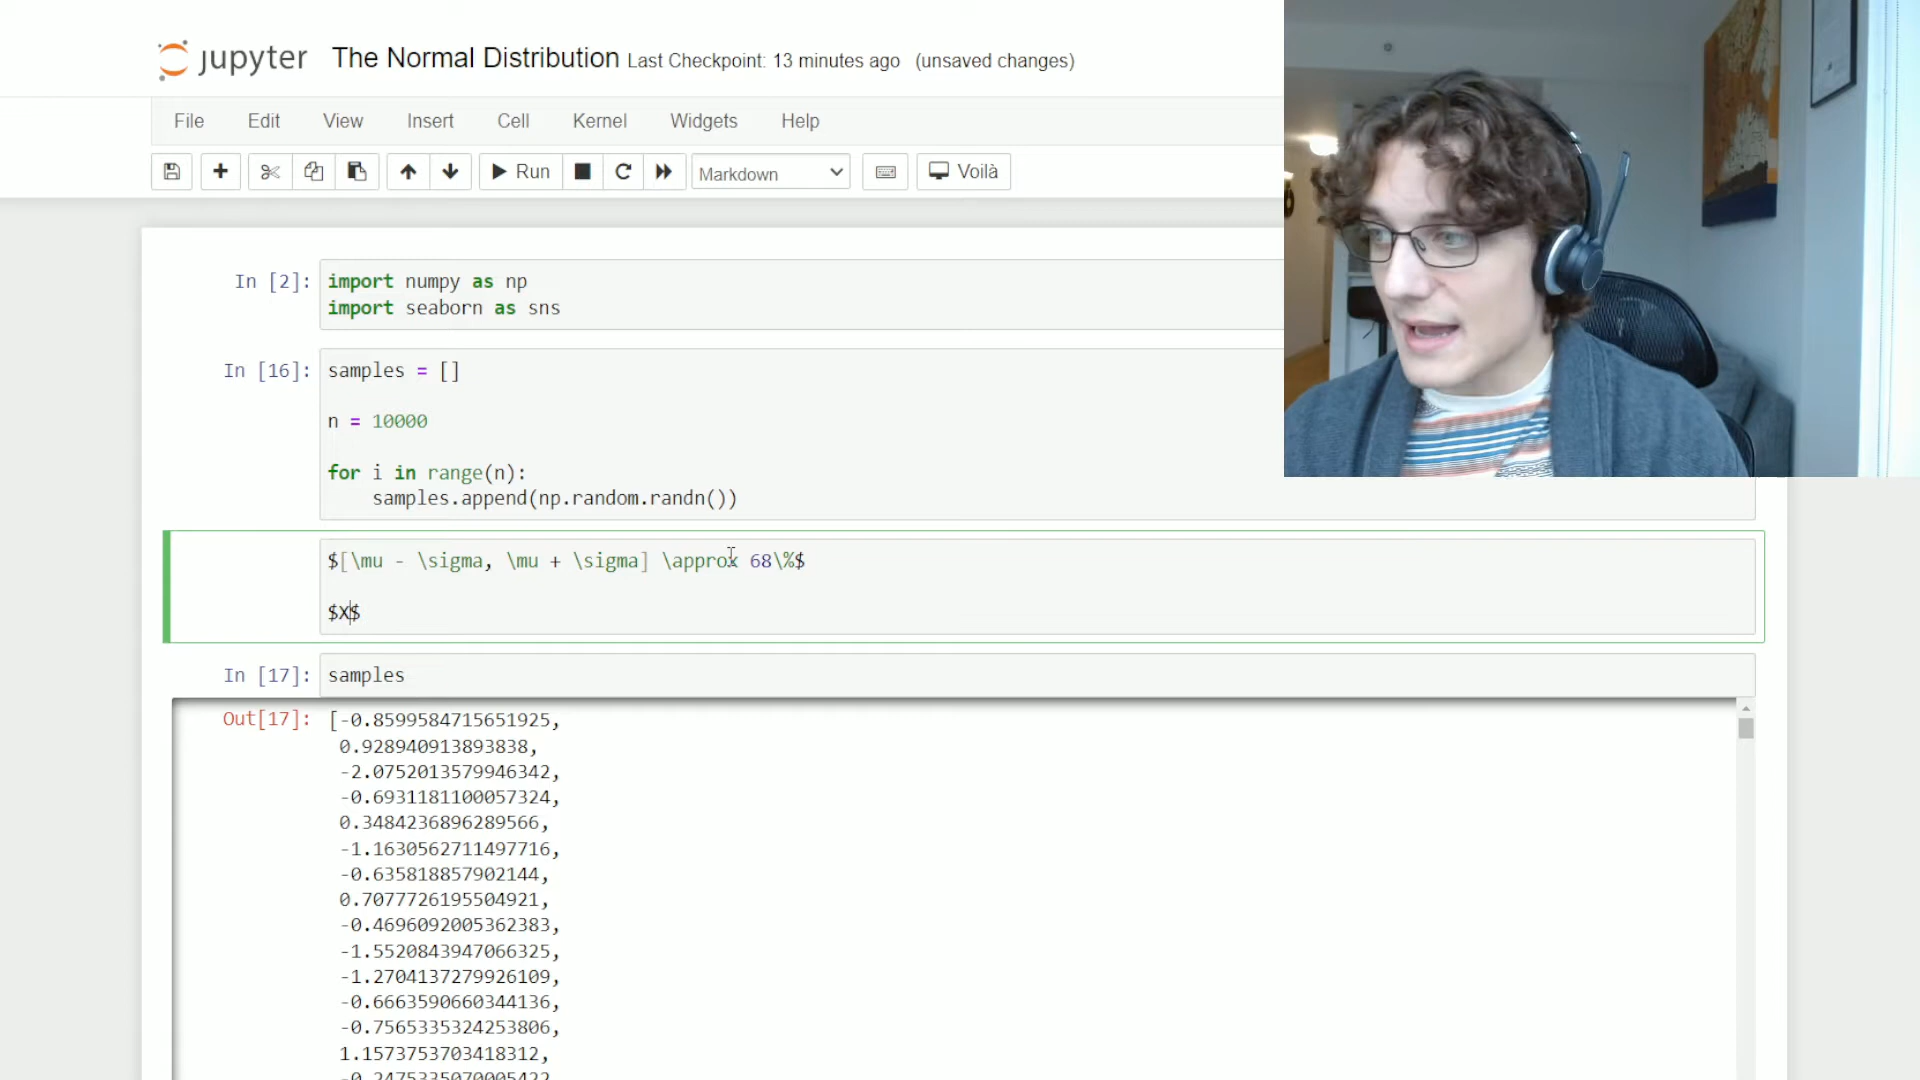 jupyter The Normal Distribution Last Checkpoint: 13 minutes ago (unsaved changes)
File Edit View Insert Cell Kernel Widgets Help
Run Markdown Voilà
In [2]: import numpy as np
import seaborn as sns
In [16]: samples = []
n = 10000
for i in range(n):
samples.append(np.random.randn())
$[\mu - \sigma, \mu + \sigma] \approx 68\%$
$X$
In [17]: samples
Out[17]: [-0.8599584715651925,
0.928940913893838,
-2.0752013579946342,
-0.6931181100057324,
0.3484236896289566,
-1.1630562711497716,
-0.635818857902144,
0.7077726195504921,
-0.4696092005362383,
-1.5520843947066325,
-1.2704137279926109,
-0.6663590660344136,
-0.7565335324253806,
1.1573753703418312,